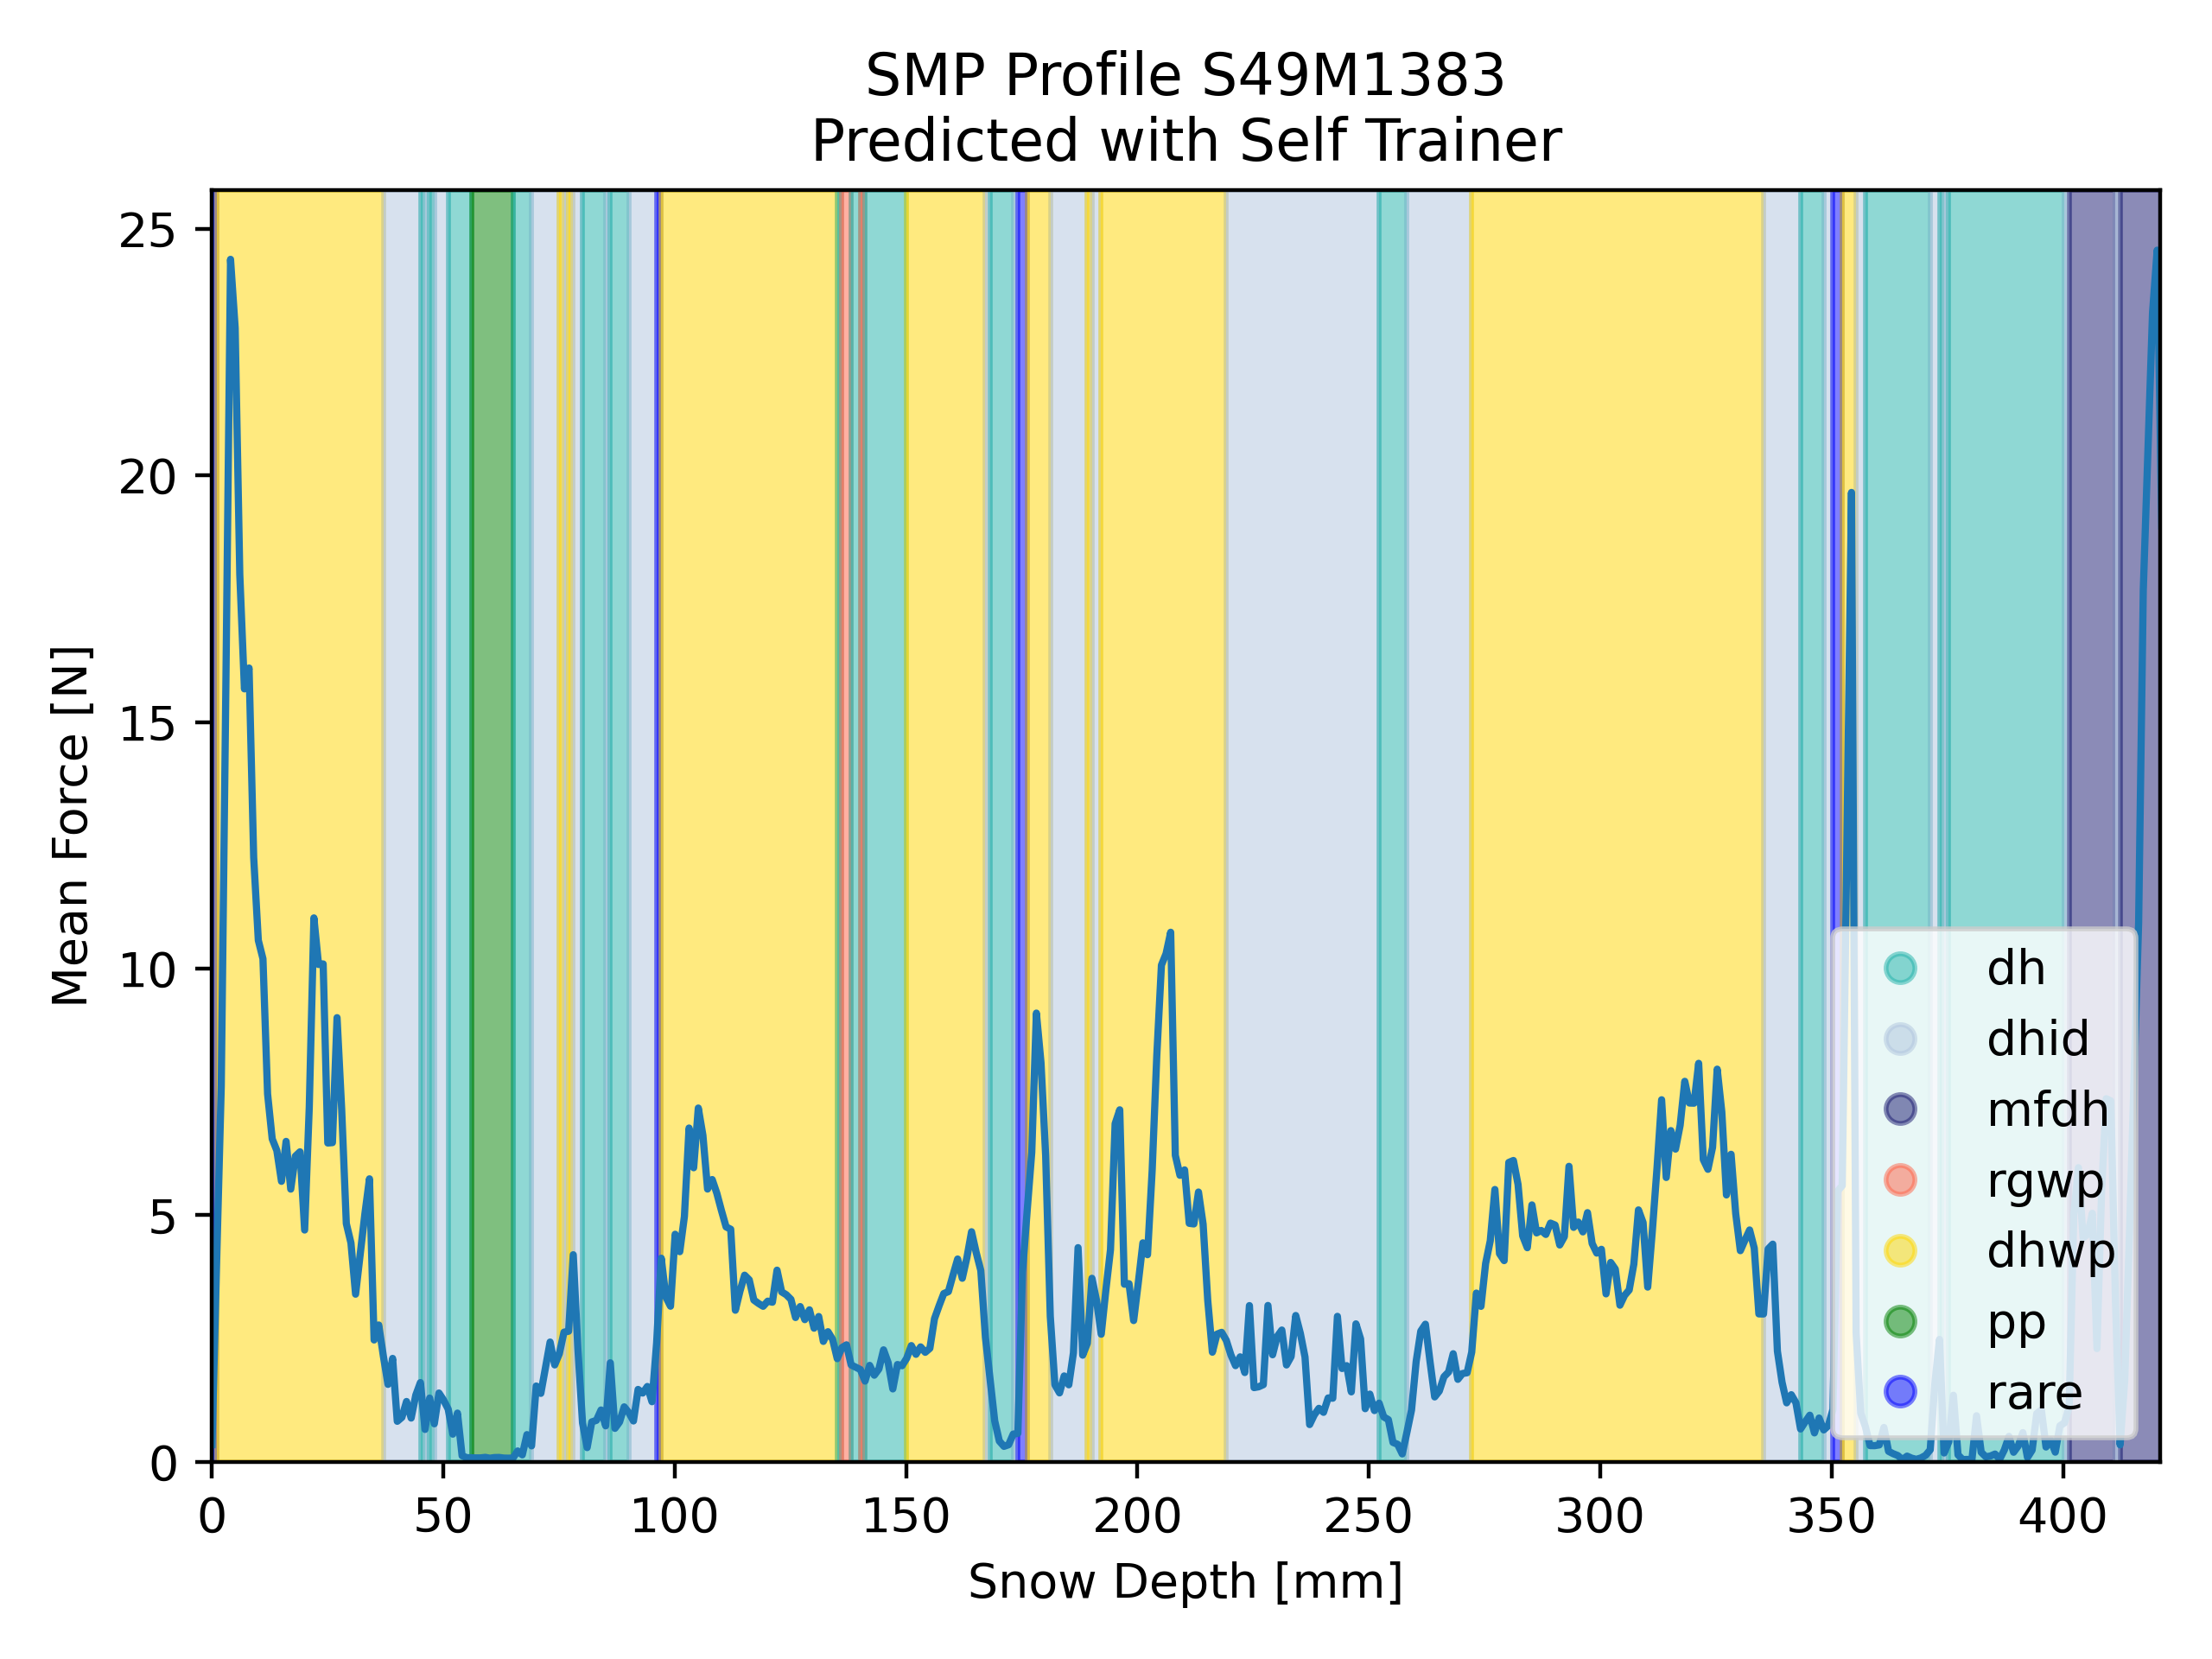 SMP Profile S49M1383
Predicted with Self Trainer
Mean Force [N]
25
20
15
10
5
0
0 50 100 150 200 250 300 350 400
Snow Depth [mm]
dh
dhid
mfdh
rgwp
dhwp
pp
rare